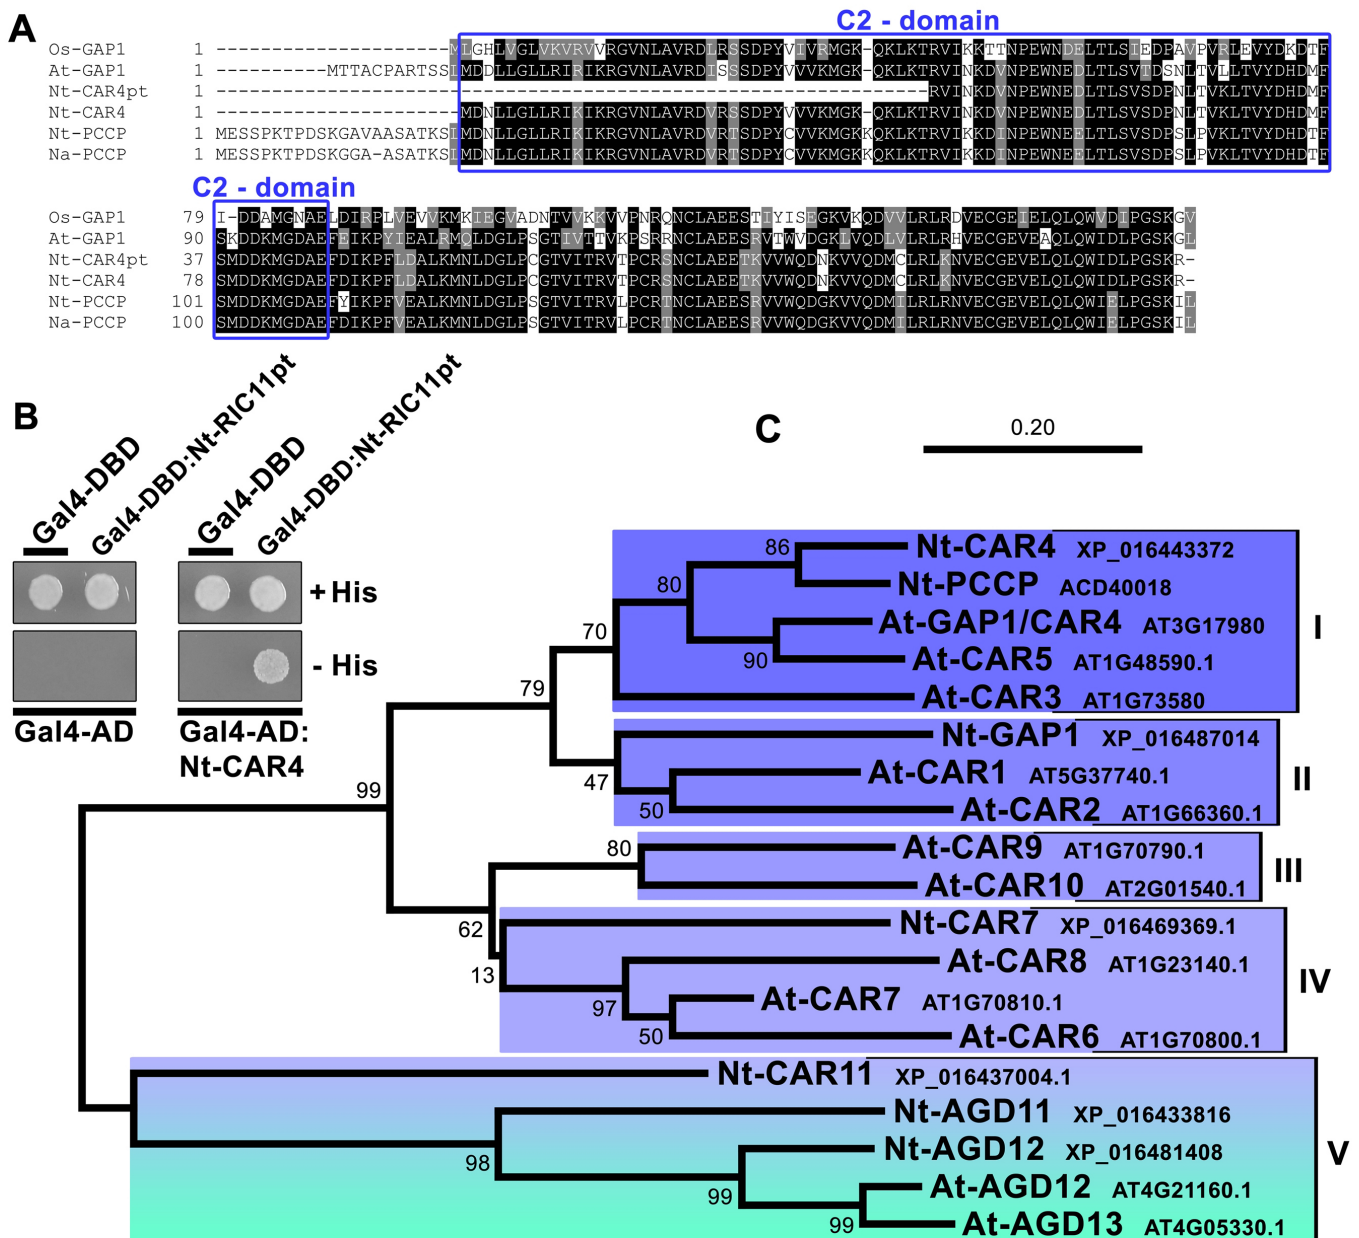 A
C2 - domain
Os-GAP1 1 ----------------------MLGHLVGLVKVRVVRGVNLAVRDLRSSDPYVIVRMGK-QKLKTRVIKKTTNPEWNDELTLSIEDPAVPVRLEVYDKDTF
At-GAP1 1 ----------MTTACPARTSSLMDDLLGLLRIRIKRGVNLAVRDISSSDPYVVVKMGK-QKLKTRVINKDVNPEWNEDLTLSVTDSNLTVLLTVYDHDMF
Nt-CAR4pt 1 -----------------------------------------------------------------RVINKDVNPEWNEDLTLSVSDPNLTVKLTVYDHDMF
Nt-CAR4 1 ----------------------MDNLLGLLRIKIKRGVNLAVRDVRSSDPYVVVKMGK-QKLKTRVINKDVNPEWNEDLTLSVSDPNLTVKLTVYDHDMF
Nt-PCCP 1 MESSPKTPDSKGAVAASATKSLMDNLLGLLRIKIKRGVNLAVRDVRTSDPYCVVKMGKKQKLKTRVIKKDINPEWNEELTLSVSDPSLPVKLTVYDHDTF
Na-PCCP 1 MESSPKTPDSKGGA-ASATKSLMDNLLGLLRIKIKRGVNLAVRDVRTSDPYCVVKMGKKQKLKTRVIKKDINPEWNEELTLSVSDPSLPVKLTVYDHDTF
C2 - domain
Os-GAP1 79 I-DDAMGNAELDIRPLVEVVKMKIEGVADNTVVKKVVPNRQNCLAEESTIYISEGKVKQDVVLRLRDVECGEIELQLQWVDIPGSKGV
At-GAP1 90 SKDDKMGDAEFEIKPYIEALRMQLDGLPSGTIVTTVKPSRRNCLAEESRVTWVDGKLVQDLVLRLRHVECGEVEAQLQWIDLPGSKGL
Nt-CAR4pt 37 SMDDKMGDAEFDIKPFLDALKMNLDGLPCGTVITRVTPCRSNCLAEETKVVWQDNKVVQDMCLRLKNVECGEVELQLQWIDLPGSKR-
Nt-CAR4 78 SMDDKMGDAEFDIKPFLDALKMNLDGLPCGTVITRVTPCRSNCLAEETKVVWQDNKVVQDMCLRLKNVECGEVELQLQWIDLPGSKR-
Nt-PCCP 101 SMDDKMGDAEFYIKPFVEALKMNLDGLPSGTVITRVLPCRTNCLAEESRVVWQDGKVVQDMILRLRNVECGEVELQLQWIELPGSKIL
Na-PCCP 100 SMDDKMGDAEFDIKPFVEALKMNLDGLPSGTVITRVLPCRTNCLAEESRVVWQDGKVVQDMILRLRNVECGEVELQLQWIELPGSKIL
B
Gal4-DBD
Gal4-DBD:Nt-RIC11pt
Gal4-DBD
Gal4-DBD:Nt-RIC11pt
+ His
- His
Gal4-AD
Gal4-AD:
Nt-CAR4
C
0.20
86
80
90
70
79
47
50
99
80
62
13
97
50
98
99
99
Nt-CAR4 XP_016443372
Nt-PCCP ACD40018
At-GAP1/CAR4 AT3G17980
At-CAR5 AT1G48590.1
At-CAR3 AT1G73580
I
Nt-GAP1 XP_016487014
At-CAR1 AT5G37740.1
At-CAR2 AT1G66360.1
II
At-CAR9 AT1G70790.1
At-CAR10 AT2G01540.1
III
Nt-CAR7 XP_016469369.1
At-CAR8 AT1G23140.1
At-CAR7 AT1G70810.1
At-CAR6 AT1G70800.1
IV
Nt-CAR11 XP_016437004.1
Nt-AGD11 XP_016433816
Nt-AGD12 XP_016481408
At-AGD12 AT4G21160.1
At-AGD13 AT4G05330.1
V